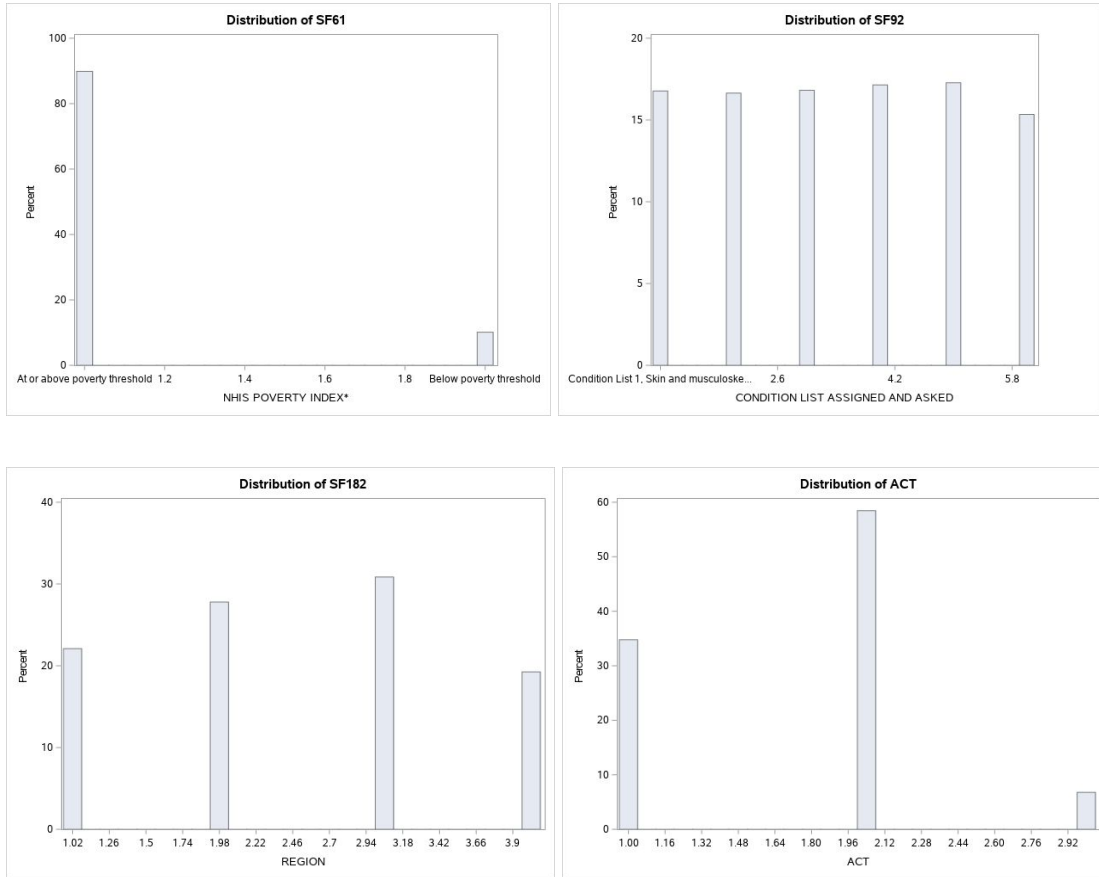 Distribution of SF61
100
80
60
40
20
0
Percent
At or above poverty threshold 1.2 1.4 1.6 1.8 Below poverty threshold
NHIS POVERTY INDEX*
Distribution of SF92
20
15
10
5
0
Percent
Condition List 1, Skin and musculoske... 2.6 4.2 5.8
CONDITION LIST ASSIGNED AND ASKED
Distribution of SF182
40
30
20
10
0
Percent
1.02 1.26 1.5 1.74 1.98 2.22 2.46 2.7 2.94 3.18 3.42 3.66 3.9
REGION
Distribution of ACT
60
50
40
30
20
10
0
Percent
1.00 1.16 1.32 1.48 1.64 1.80 1.96 2.12 2.28 2.44 2.60 2.76 2.92
ACT